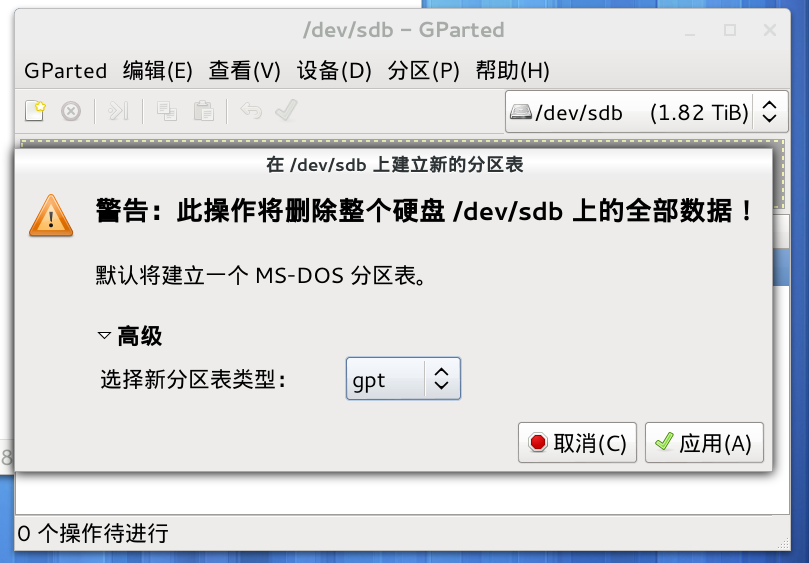 /dev/sdb - GParted
GParted 编辑(E) 查看(V) 设备(D) 分区(P) 帮助(H)
/dev/sdb (1.82 TiB)
在 /dev/sdb 上建立新的分区表
警告：此操作将删除整个硬盘 /dev/sdb 上的全部数据！
默认将建立一个 MS-DOS 分区表。
高级
选择新分区表类型： gpt
取消(C) 应用(A)
8
0 个操作待进行